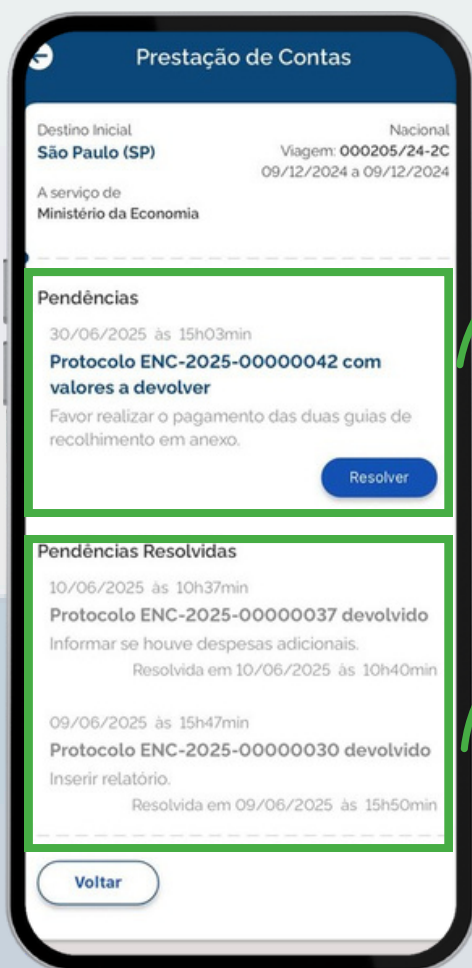 Prestação de Contas
Destino Inicial
Nacional
São Paulo (SP)
Viagem: 000205/24-2C
09/12/2024 a 09/12/2024
A serviço de
Ministério da Economia
Pendências
30/06/2025 às 15h03min
Protocolo ENC-2025-00000042 com
valores a devolver
Favor realizar o pagamento das duas guias de
recolhimento em anexo.
Resolver
Pendências Resolvidas
10/06/2025 às 10h37min
Protocolo ENC-2025-00000037 devolvido
Informar se houve despesas adicionais.
Resolvida em 10/06/2025 às 10h40min
09/06/2025 às 15h47min
Protocolo ENC-2025-00000030 devolvido
Inserir relatório.
Resolvida em 09/06/2025 às 15h50min
Voltar